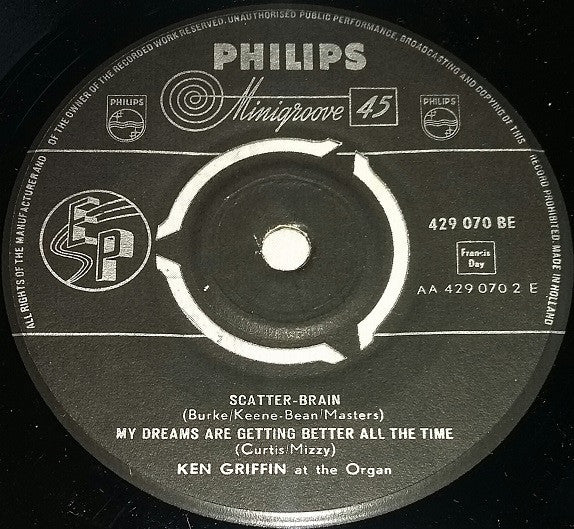 ALL RIGHTS OF THE MANUFACTURER AND OF THE OWNER OF THE RECORDED WORK RESERVED. UNAUTHORISED PUBLIC PERFORMANCE, BROADCASTING AND COPYING OF THIS RECORD PROHIBITED. MADE IN HOLLAND
PHILIPS
Minigroove 45
PHILIPS
PHILIPS
EP
429 070 BE
Francis
Day
AA 429 070 2 E
SCATTER-BRAIN
(Burke/Keene-Bean/Masters)
MY DREAMS ARE GETTING BETTER ALL THE TIME
(Curtis/Mizzy)
KEN GRIFFIN at the Organ